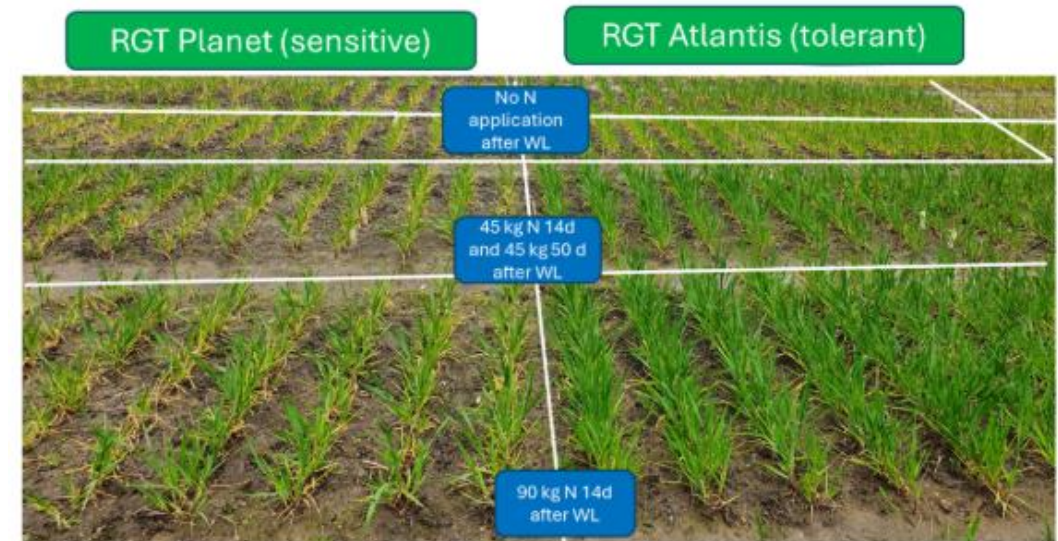 RGT Planet (sensitive)
RGT Atlantis (tolerant)
No N
application
after WL
45 kg N 14d
and 45 kg 50 d
after WL
90 kg N 14d
after WL